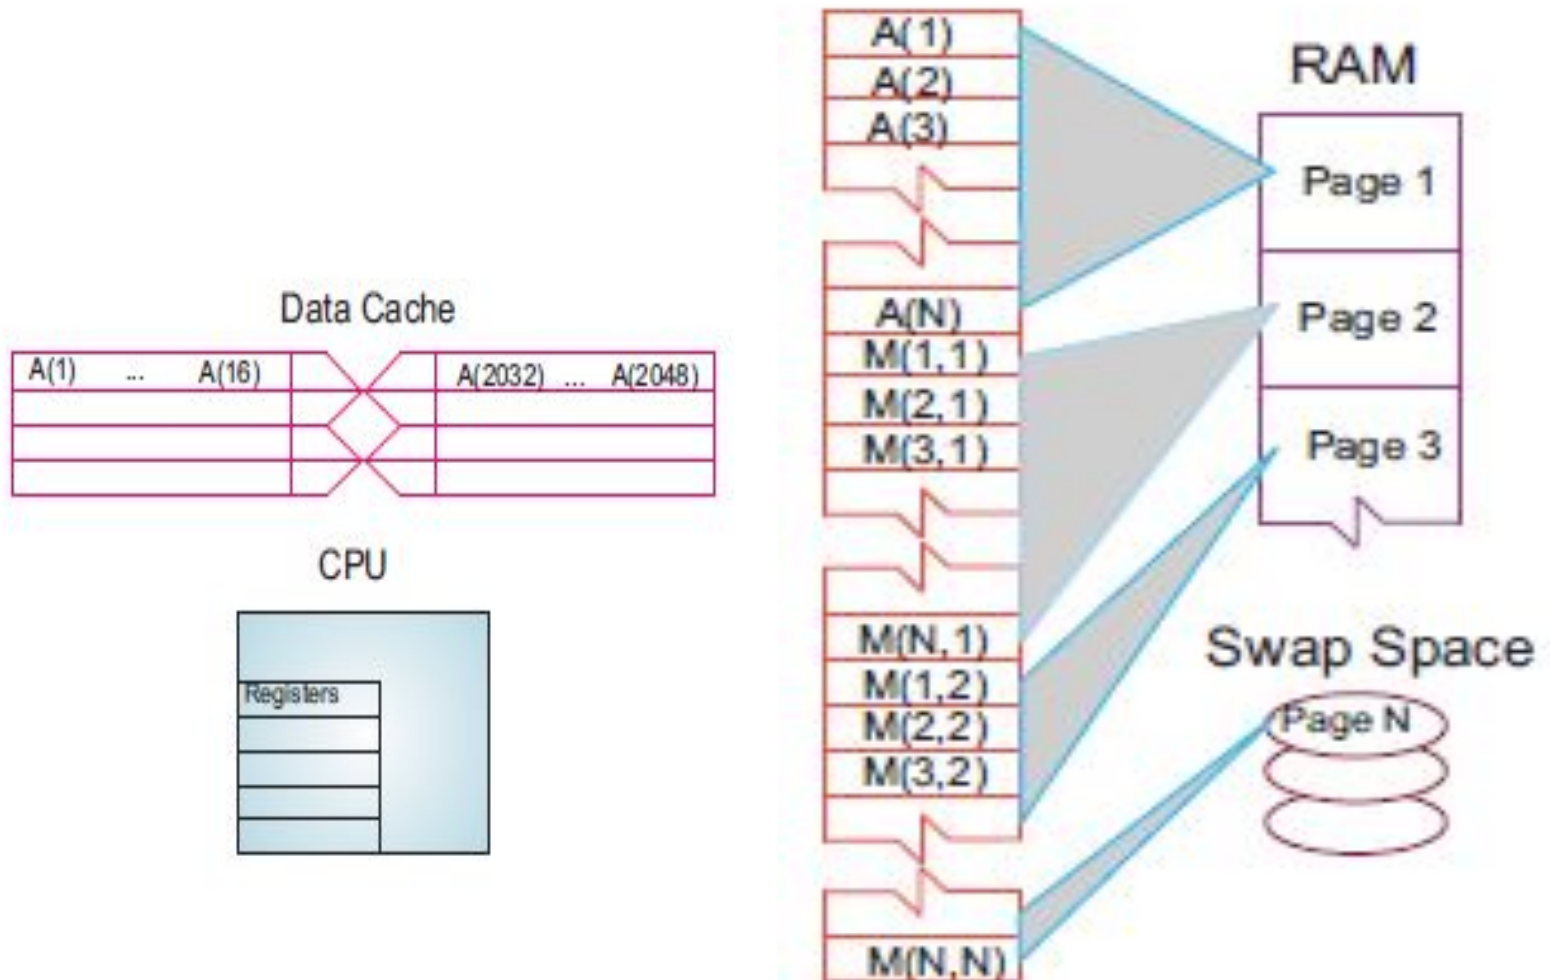 Data Cache
A(1) ... A(16) A(2032) ... A(2048)
CPU
Registers
A(1)
A(2)
A(3)
A(N)
M(1,1)
M(2,1)
M(3,1)
M(N,1)
M(1,2)
M(2,2)
M(3,2)
M(N,N)
RAM
Page 1
Page 2
Page 3
Swap Space
Page N